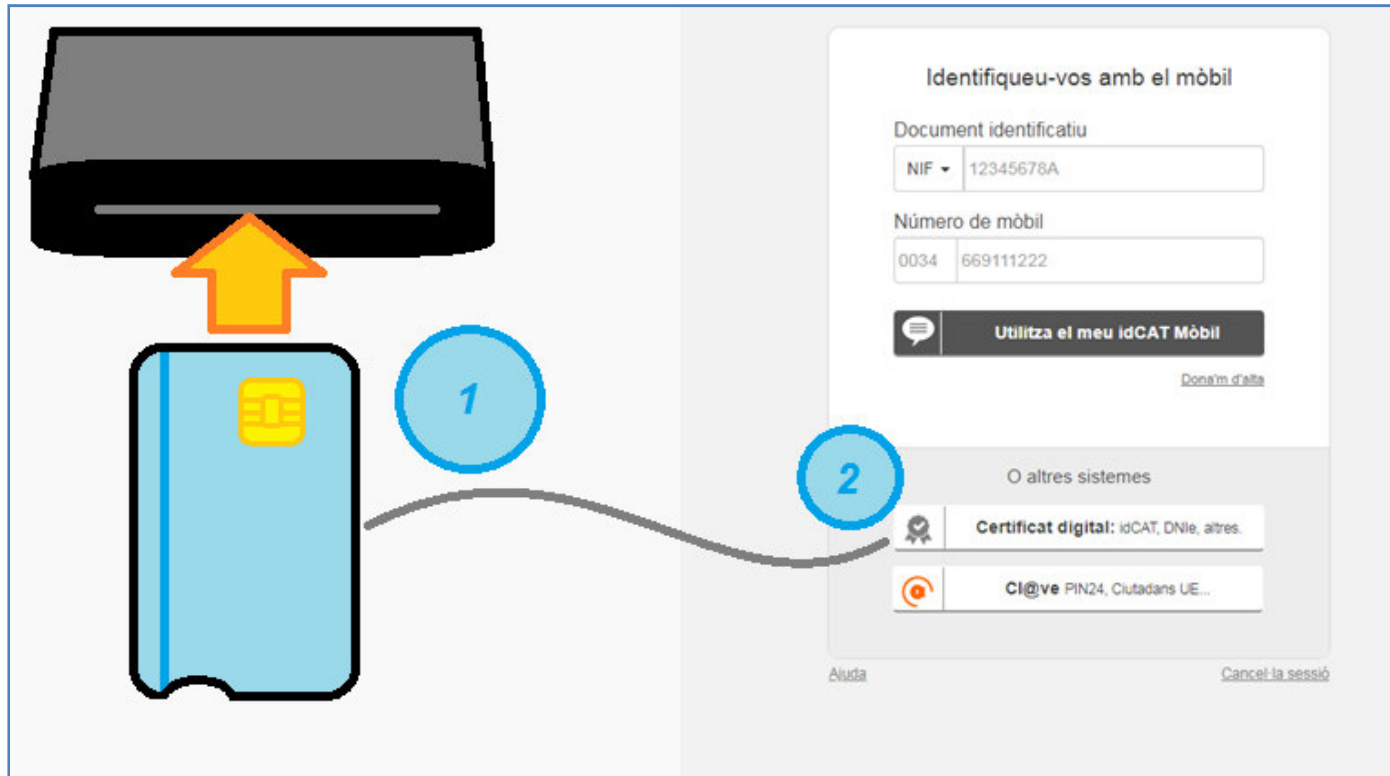 1
Identifiqueu-vos amb el mòbil
Document identificatiu
NIF 12345678A
Número de mòbil
0034 669111222
Utilitza el meu idCAT Mòbil
Dona'm d'alta
2
O altres sistemes
Certificat digital: idCAT, DNIe, altres.
Cl@ve PIN24, Ciutadans UE...
Ajuda Cancel·la sessió